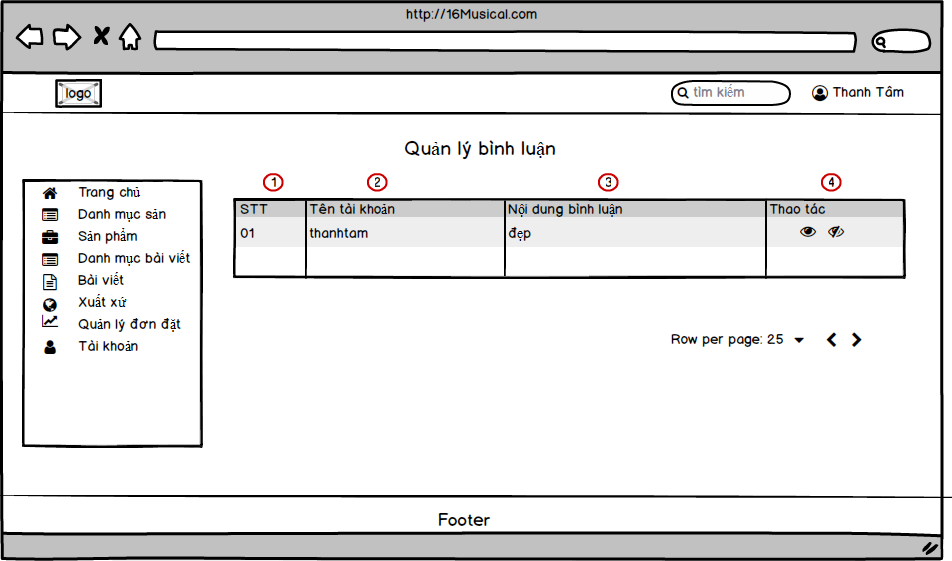 http://16Musical.com
logo
tìm kiếm
Thanh Tâm
Quản lý bình luận
1 2 3 4
STT Tên tài khoản Nội dung bình luận Thao tác
01 thanhtam đẹp
Trang chủ
Danh mục sản
Sản phẩm
Danh mục bài viết
Bài viết
Xuất xứ
Quản lý đơn đặt
Tài khoản
Row per page: 25
Footer